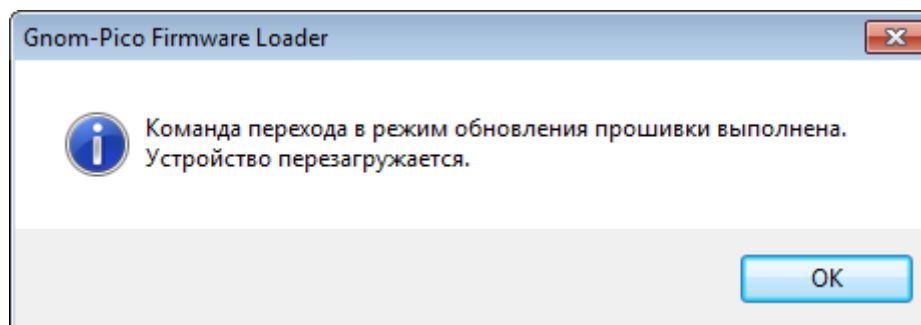 Gnom-Pico Firmware Loader
Команда перехода в режим обновления прошивки выполнена.
Устройство перезагружается.
OK